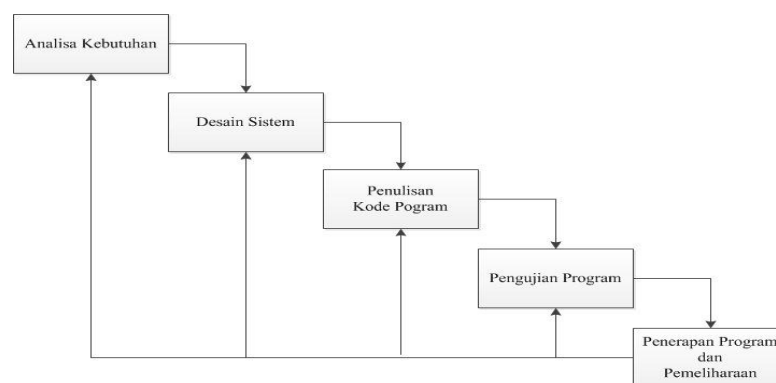 Analisa Kebutuhan
Desain Sistem
Penulisan
Kode Pogram
Pengujian Program
Penerapan Program
dan
Pemeliharaan